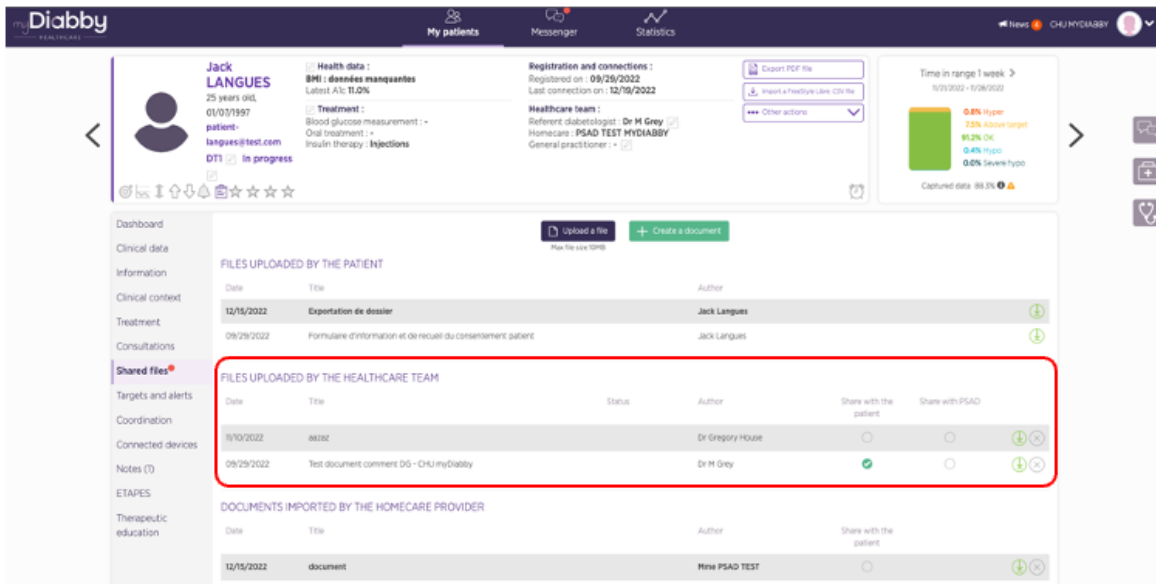 myDiabby
HEALTHCARE
My patients
Messenger
Statistics
News
CHU MYDIABBY
Jack
LANGUES
25 years old,
01/07/1997
patient-
langues@test.com
DT1 In progress
Health data :
BMI : données manquantes
Latest A1c: 11.0%
Treatment :
Blood glucose measurement : -
Oral treatment : -
Insulin therapy : Injections
Registration and connections :
Registered on : 09/29/2022
Last connection on : 12/19/2022
Healthcare team :
Referent diabetologist : Dr M Grey
Homecare : PSAD TEST MYDIABBY
General practitioner : -
Export PDF file
Import a FreeStyle Libre CSV file
Other actions
Time in range 1 week
11/21/2022 - 11/28/2022
0.8% Hyper
7.5% Above target
91.2% OK
0.4% Hypo
0.0% Severe hypo
Captured data 88.3%
Dashboard
Clinical data
Information
Clinical context
Treatment
Consultations
Shared files
Targets and alerts
Coordination
Connected devices
Notes (1)
ETAPES
Therapeutic
education
Upload a file
Create a document
Max file size 10MB
FILES UPLOADED BY THE PATIENT
Date Title Author
12/15/2022 Exportation de dossier Jack Langues
09/29/2022 Formulaire d'information et de recueil du consentement patient Jack Langues
FILES UPLOADED BY THE HEALTHCARE TEAM
Date Title Status Author Share with the patient Share with PSAD
11/10/2022 aazaz Dr Gregory House
09/29/2022 Test document comment DG - CHU myDiabby Dr M Grey
DOCUMENTS IMPORTED BY THE HOMECARE PROVIDER
Date Title Author Share with the patient
12/15/2022 document Mme PSAD TEST